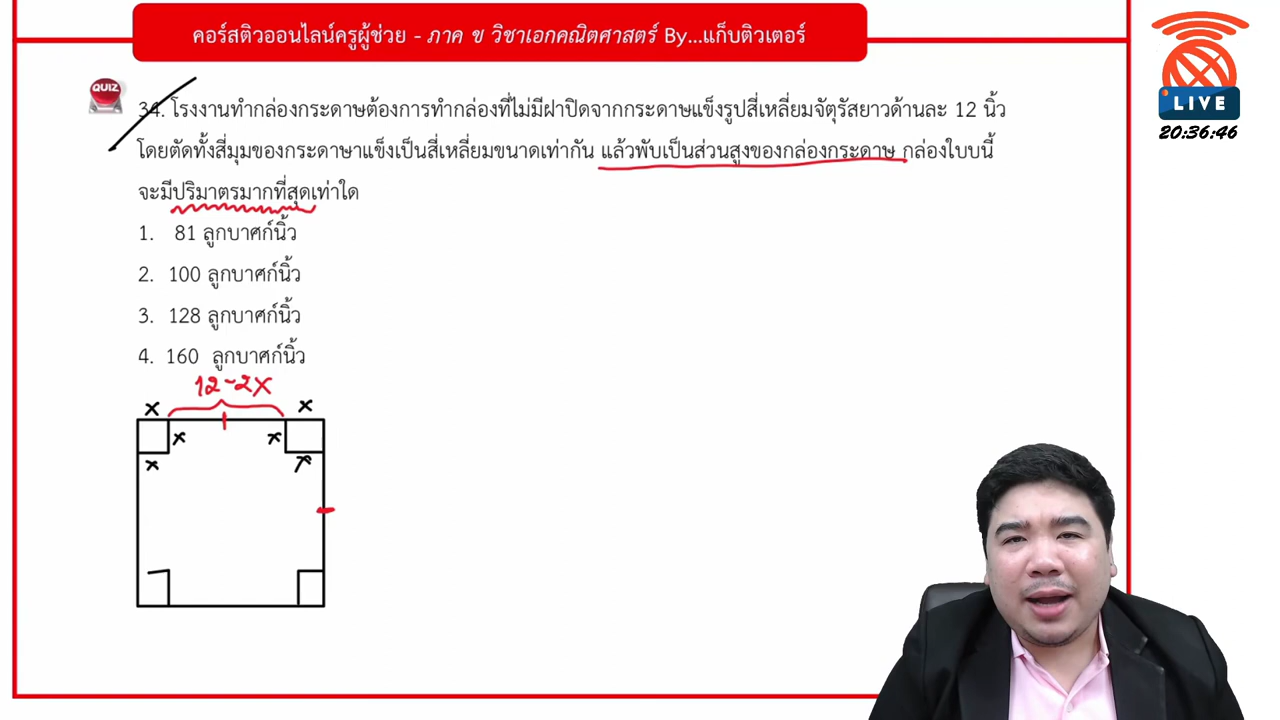 คอร์สติวออนไลน์ครูผู้ช่วย - ภาค ข วิชาเอกคณิตศาสตร์ By...แก็บติวเตอร์
LIVE
20:36:46
QUIZ
34. โรงงานทำกล่องกระดาษต้องการทำกล่องที่ไม่มีฝาปิดจากกระดาษแข็งรูปสี่เหลี่ยมจัตุรัสยาวด้านละ 12 นิ้ว
โดยตัดทั้งสี่มุมของกระดาษาแข็งเป็นสี่เหลี่ยมขนาดเท่ากัน แล้วพับเป็นส่วนสูงของกล่องกระดาษ กล่องใบบนี้
จะมีปริมาตรมากที่สุดเท่าใด
1. 81 ลูกบาศก์นิ้ว
2. 100 ลูกบาศก์นิ้ว
3. 128 ลูกบาศก์นิ้ว
4. 160 ลูกบาศก์นิ้ว
12-2x
x x
x x
x x